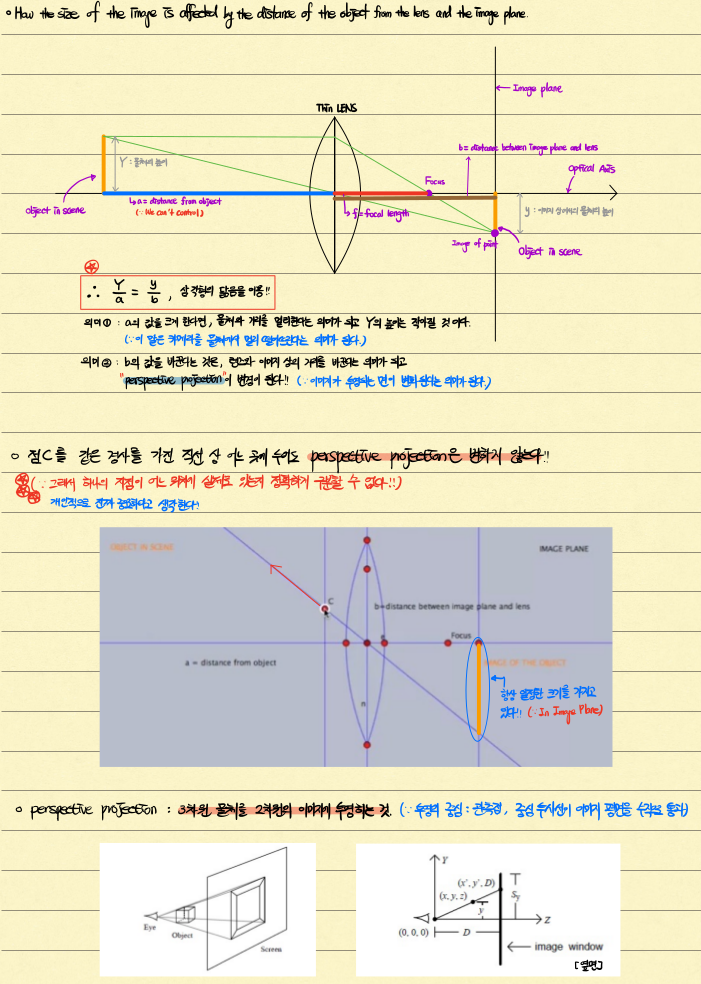 • How the size of the image is affected by the distance of the object from the lens and the image plane.
Image plane
Thin LENS
b = distance between image plane and lens
Y : 물체의 높이
Focus
Optical Axis
Object in scene
↳ a = distance from object
(∵ We can't control)
↳ f = focal length
y : 이미지 상에서의 물체의 높이
Image of point
Object in scene
∴ Y/a = y/b , 삼각형의 닮음을 이용!!
의미① : a의 값을 크게 한다면, 물체와 거리를 멀리한다는 의미가 되고 Y의 높이는 작아질 것 이다.
(∵이 말은 카메라를 물체에서 멀리 떨어뜨린다는 의미가 된다.)
의미② : b의 값을 바꾼다는 것은, 렌즈와 이미지 상의 거리를 바꾼다는 의미가 되고
"perspective projection"이 변경이 된다!! (∵이미지가 투영되는 면이 변화된다는 의미가 된다.)
○ 점C를 같은 경사를 가진 직선 상 어느 곳에 두어도 perspective projection은 변하지 않는다!!
(∵ 그래서 하나의 지점이 어느 위치에 실제로 있는지 정확하게 구분할 수 없다!!)
개인적으로 진짜 중요하다고 생각한다!!
OBJECT IN SCENE
IMAGE PLANE
C
b=distance between image plane and lens
Focus
a = distance from object
IMAGE OF THE OBJECT
항상 일정한 크기를 가지고
있다!! (∵ In Image Plane)
○ perspective projection : 3차원 물체를 2차원의 이미지에 투영하는 것. (∵ 투영의 중심 : 관측점, 중심 투사선이 이미지 평면을 수직으로 통과)
Eye
Object
Screen
Y
(x', y', D)
(x, y, z)
y
S_y
Z
(0, 0, 0)
D
image window
[옆면]